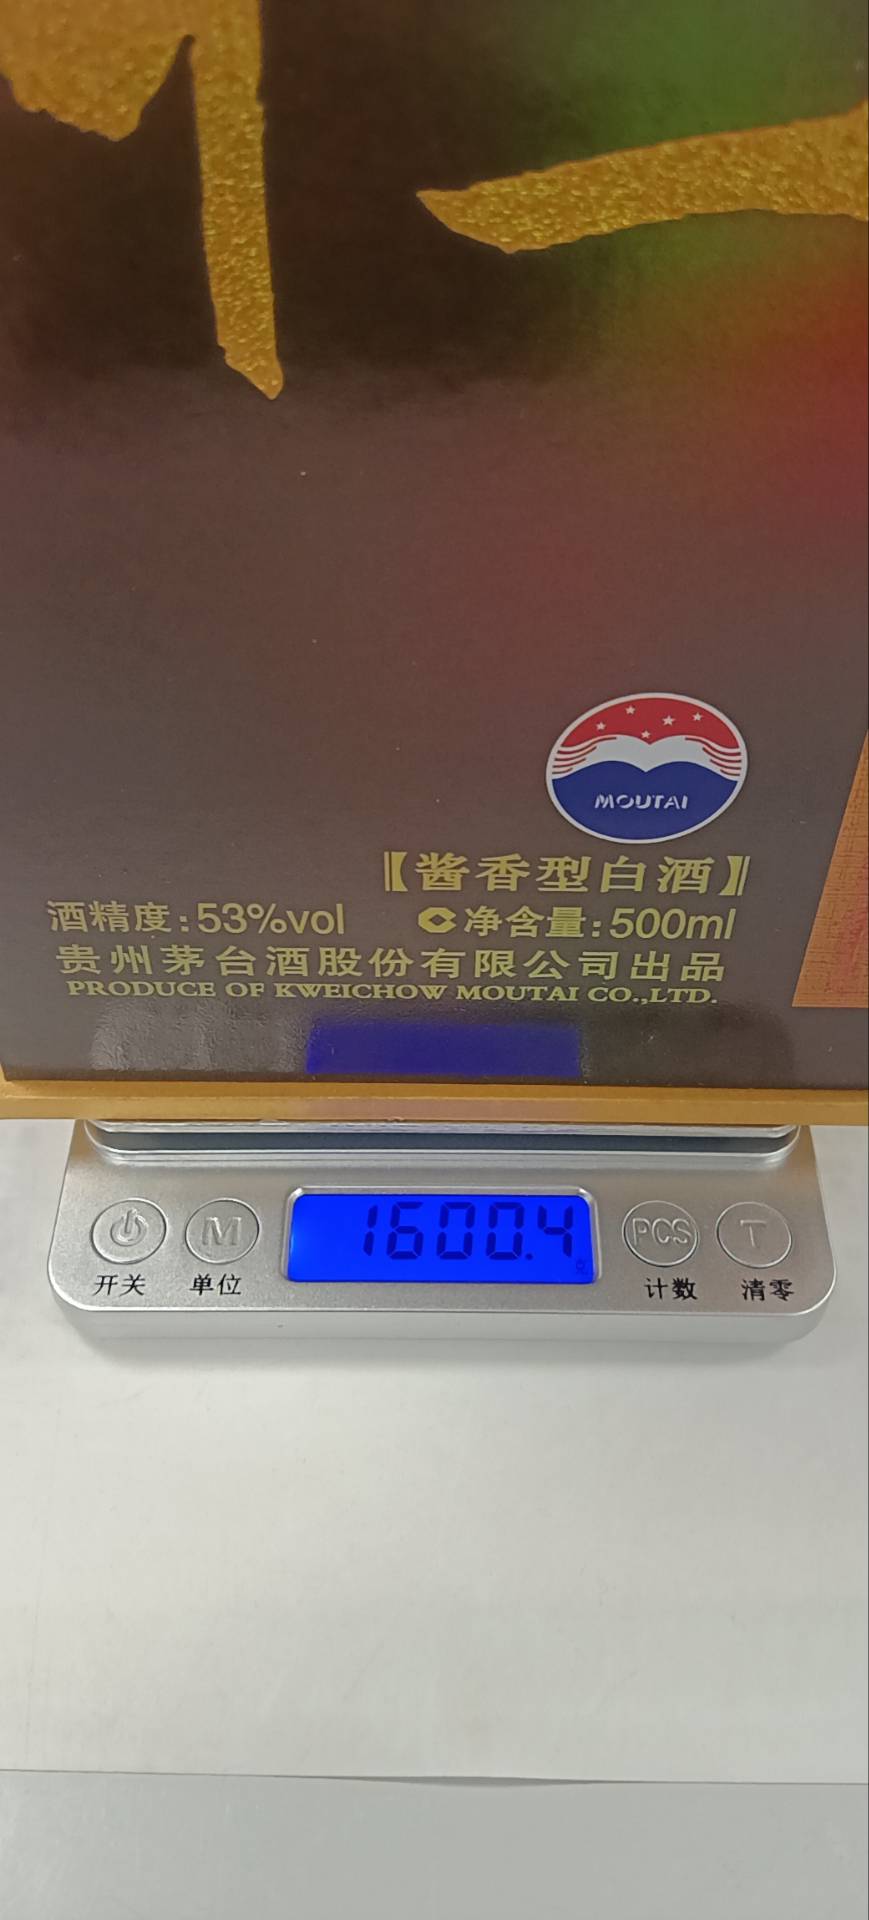 MOUTAI
【酱香型白酒】
酒精度:53%vol 净含量:500ml
贵州茅台酒股份有限公司出品
PRODUCE OF KWEICHOW MOUTAI CO.,LTD.
M 1600.4 PCS T
开关 单位 计数 清零